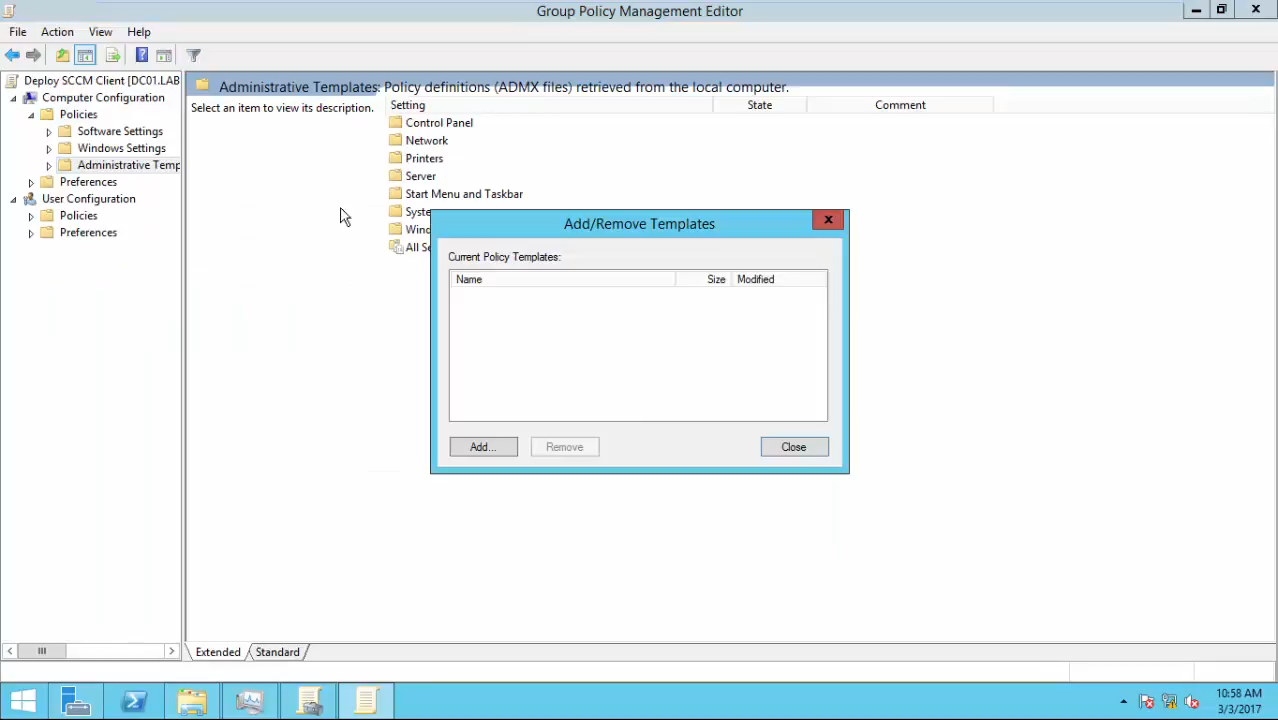 Group Policy Management Editor
File Action View Help
Deploy SCCM Client [DC01.LAB
Computer Configuration
Policies
Software Settings
Windows Settings
Administrative Temp
Preferences
User Configuration
Policies
Preferences
Administrative Templates: Policy definitions (ADMX files) retrieved from the local computer.
Select an item to view its description.
Setting State Comment
Control Panel
Network
Printers
Server
Start Menu and Taskbar
Syste
Wind
All Se
Add/Remove Templates
Current Policy Templates:
Name Size Modified
Add... Remove Close
Extended Standard
10:58 AM
3/3/2017